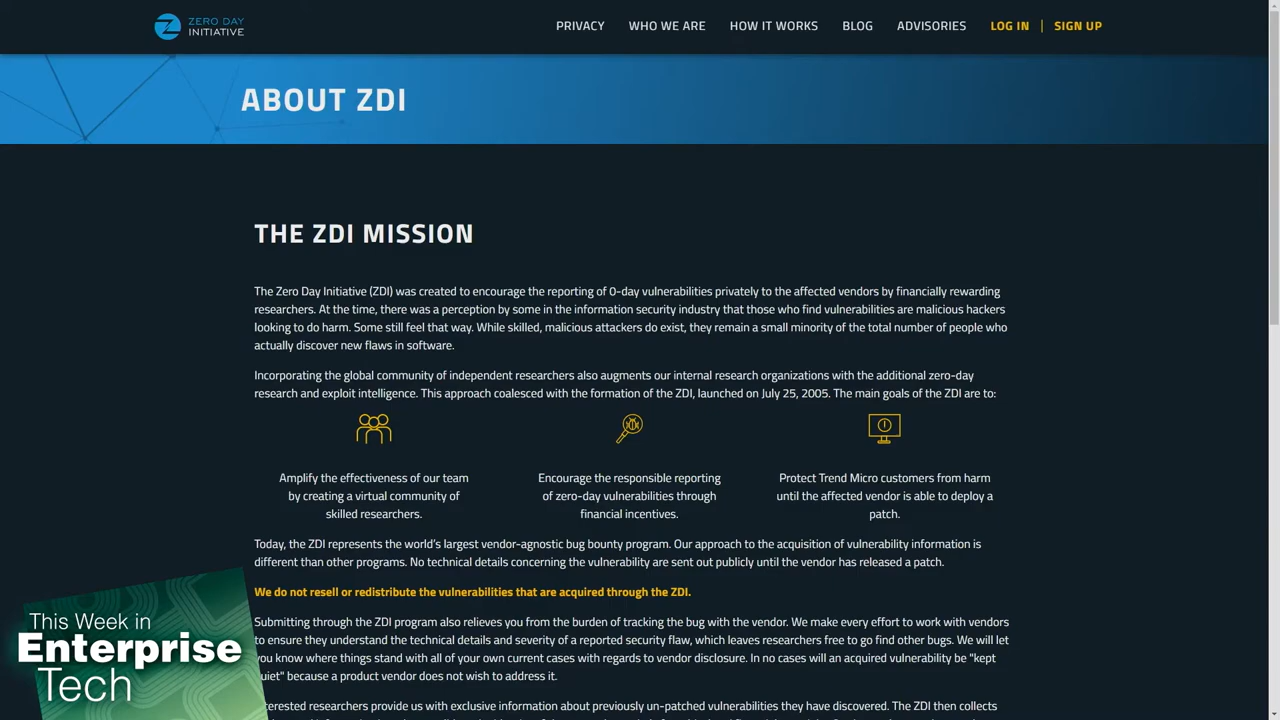 ZERO DAY
INITIATIVE
PRIVACY WHO WE ARE HOW IT WORKS BLOG ADVISORIES LOG IN | SIGN UP
ABOUT ZDI
THE ZDI MISSION
The Zero Day Initiative (ZDI) was created to encourage the reporting of 0-day vulnerabilities privately to the affected vendors by financially rewarding
researchers. At the time, there was a perception by some in the information security industry that those who find vulnerabilities are malicious hackers
looking to do harm. Some still feel that way. While skilled, malicious attackers do exist, they remain a small minority of the total number of people who
actually discover new flaws in software.
Incorporating the global community of independent researchers also augments our internal research organizations with the additional zero-day
research and exploit intelligence. This approach coalesced with the formation of the ZDI, launched on July 25, 2005. The main goals of the ZDI are to:
Amplify the effectiveness of our team
by creating a virtual community of
skilled researchers.
Encourage the responsible reporting
of zero-day vulnerabilities through
financial incentives.
Protect Trend Micro customers from harm
until the affected vendor is able to deploy a
patch.
Today, the ZDI represents the world's largest vendor-agnostic bug bounty program. Our approach to the acquisition of vulnerability information is
different than other programs. No technical details concerning the vulnerability are sent out publicly until the vendor has released a patch.
We do not resell or redistribute the vulnerabilities that are acquired through the ZDI.
Submitting through the ZDI program also relieves you from the burden of tracking the bug with the vendor. We make every effort to work with vendors
to ensure they understand the technical details and severity of a reported security flaw, which leaves researchers free to go find other bugs. We will let
you know where things stand with all of your own current cases with regards to vendor disclosure. In no cases will an acquired vulnerability be "kept
quiet" because a product vendor does not wish to address it.
Interested researchers provide us with exclusive information about previously un-patched vulnerabilities they have discovered. The ZDI then collects
This Week in
Enterprise
Tech